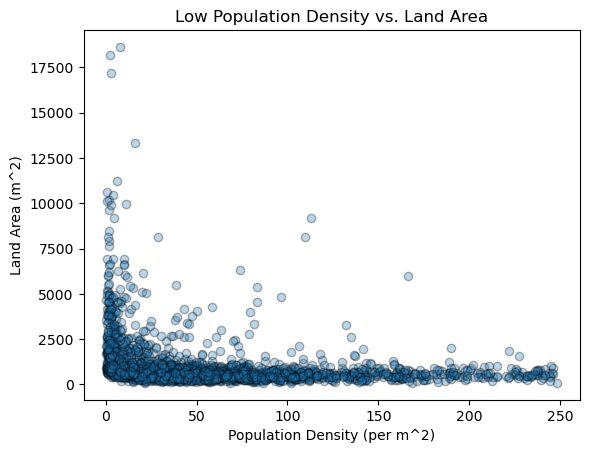 Low Population Density vs. Land Area
17500
15000
12500
10000
7500
5000
2500
0
Land Area (m^2)
0 50 100 150 200 250
Population Density (per m^2)